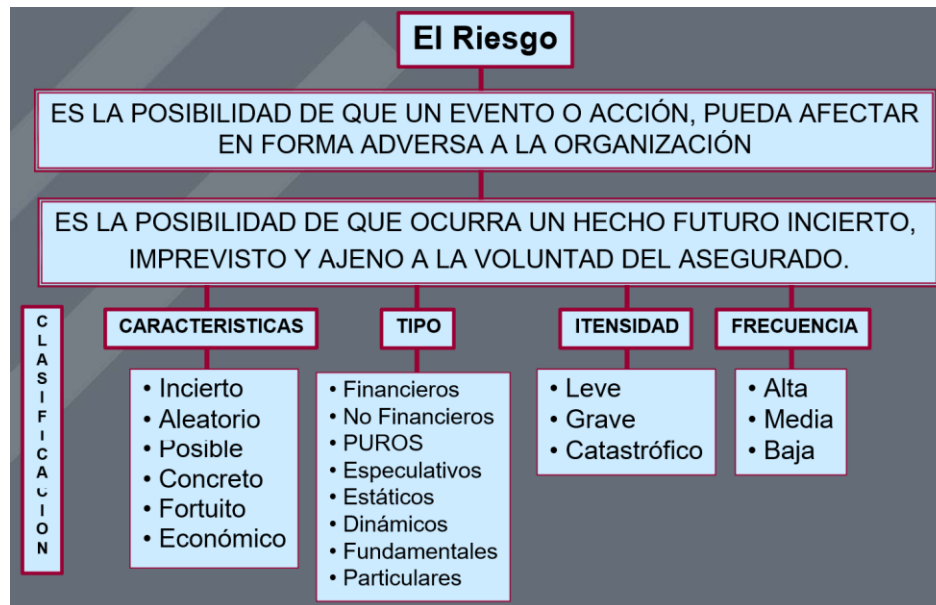 El Riesgo
ES LA POSIBILIDAD DE QUE UN EVENTO O ACCIÓN, PUEDA AFECTAR
EN FORMA ADVERSA A LA ORGANIZACIÓN
ES LA POSIBILIDAD DE QUE OCURRA UN HECHO FUTURO INCIERTO,
IMPREVISTO Y AJENO A LA VOLUNTAD DEL ASEGURADO.
CLASIFICACION
CARACTERISTICAS
• Incierto
• Aleatorio
• Posible
• Concreto
• Fortuito
• Económico
TIPO
• Financieros
• No Financieros
• PUROS
• Especulativos
• Estáticos
• Dinámicos
• Fundamentales
• Particulares
ITENSIDAD
• Leve
• Grave
• Catastrófico
FRECUENCIA
• Alta
• Media
• Baja